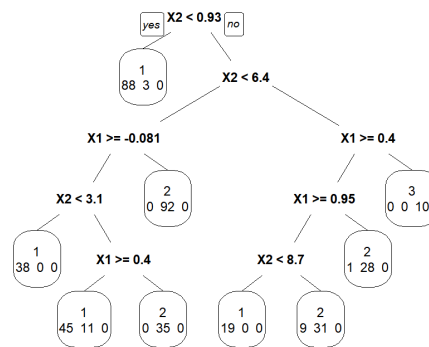 yes X2 < 0.93 no
1
88 3 0
X2 < 6.4
X1 >= -0.081
X1 >= 0.4
X2 < 3.1
2
0 92 0
X1 >= 0.95
3
0 0 10
1
38 0 0
X1 >= 0.4
X2 < 8.7
2
1 28 0
1
45 11 0
2
0 35 0
1
19 0 0
2
9 31 0